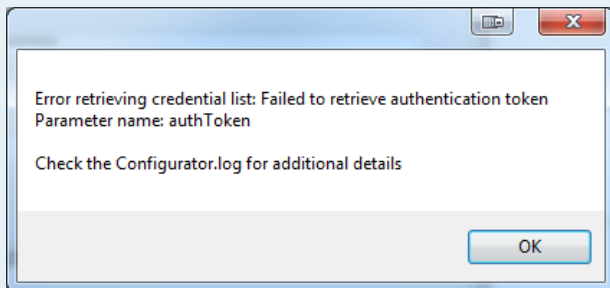 Error retrieving credential list: Failed to retrieve authentication token
Parameter name: authToken
Check the Configurator.log for additional details
OK